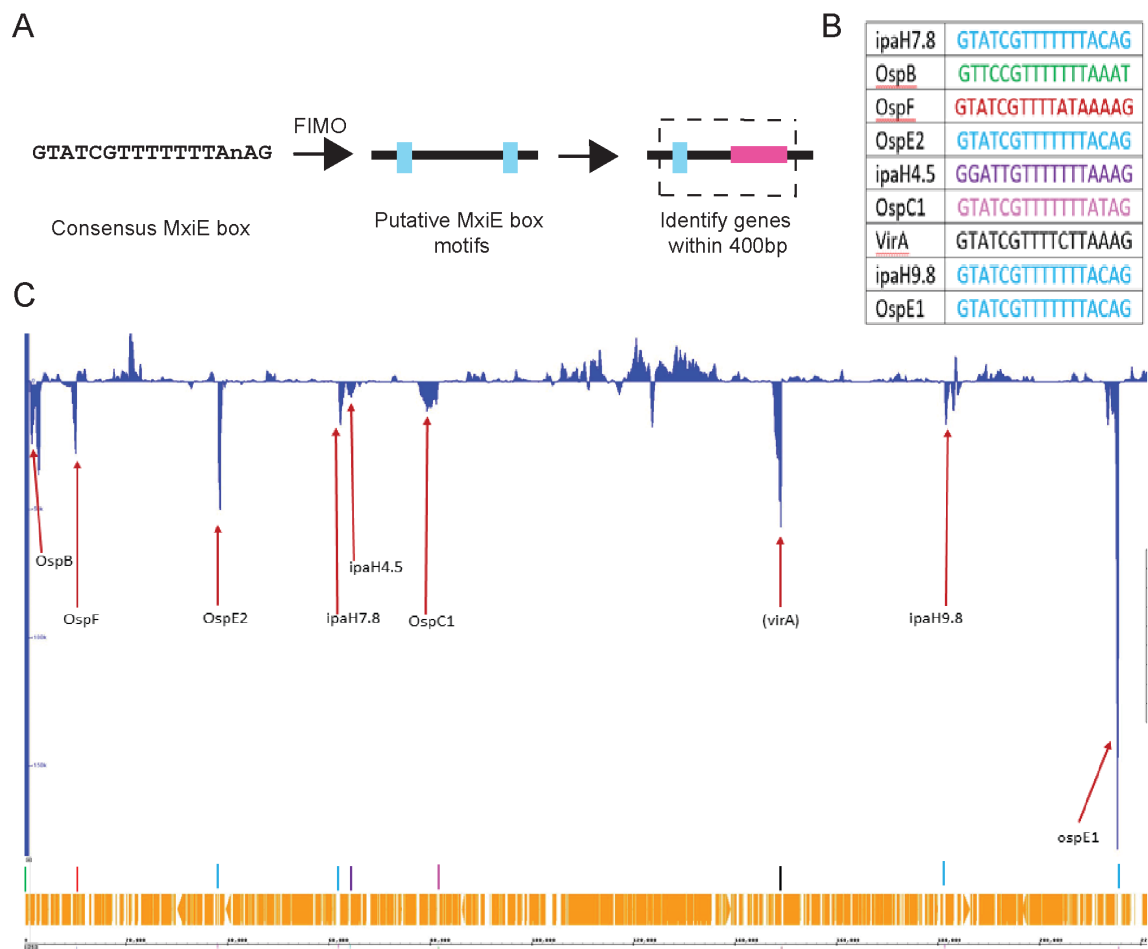 A
FIMO
GTATCGTTTTTTTAnAG
Consensus MxiE box
Putative MxiE box
motifs
Identify genes
within 400bp
B
ipaH7.8 GTATCGTTTTTTTACAG
OspB GTTCCGTTTTTTTAAAT
OspF GTATCGTTTTATAAAAG
OspE2 GTATCGTTTTTTTACAG
ipaH4.5 GGATTGTTTTTTTAAAG
OspC1 GTATCGTTTTTTTATAG
VirA GTATCGTTTTCTTAAAG
ipaH9.8 GTATCGTTTTTTTACAG
OspE1 GTATCGTTTTTTTACAG
C
OspB
OspF
OspE2
ipaH7.8
ipaH4.5
OspC1
(virA)
ipaH9.8
ospE1